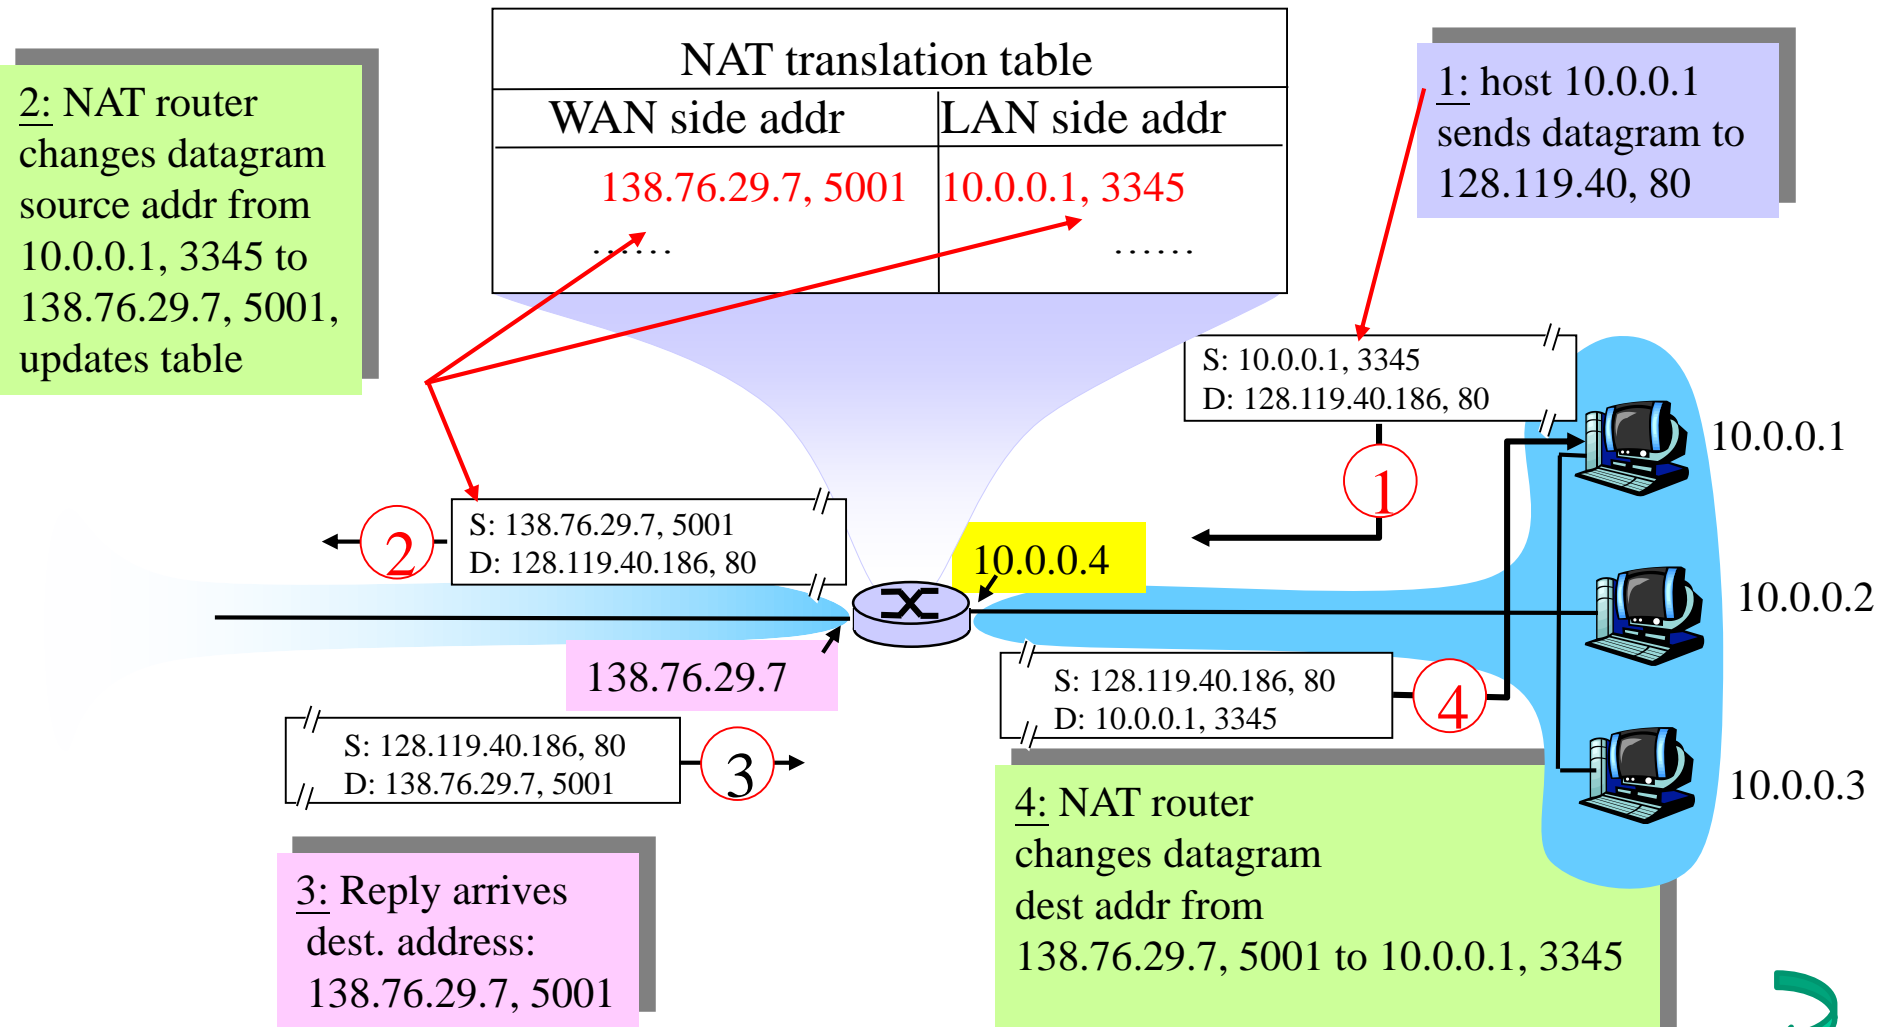 NAT translation table
WAN side addr LAN side addr
138.76.29.7, 5001 10.0.0.1, 3345
...... ......
2: NAT router
changes datagram
source addr from
10.0.0.1, 3345 to
138.76.29.7, 5001,
updates table
1: host 10.0.0.1
sends datagram to
128.119.40, 80
S: 10.0.0.1, 3345
D: 128.119.40.186, 80
10.0.0.1
1
S: 138.76.29.7, 5001
D: 128.119.40.186, 80
2
10.0.0.4
10.0.0.2
138.76.29.7
S: 128.119.40.186, 80
D: 10.0.0.1, 3345
4
S: 128.119.40.186, 80
D: 138.76.29.7, 5001
3
10.0.0.3
3: Reply arrives
dest. address:
138.76.29.7, 5001
4: NAT router
changes datagram
dest addr from
138.76.29.7, 5001 to 10.0.0.1, 3345